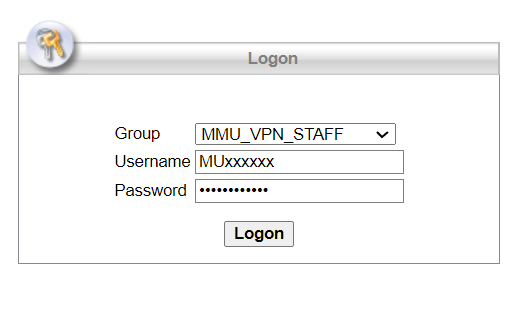 Logon
Group MMU_VPN_STAFF
Username MUxxxxxx
Password ••••••••••••
Logon